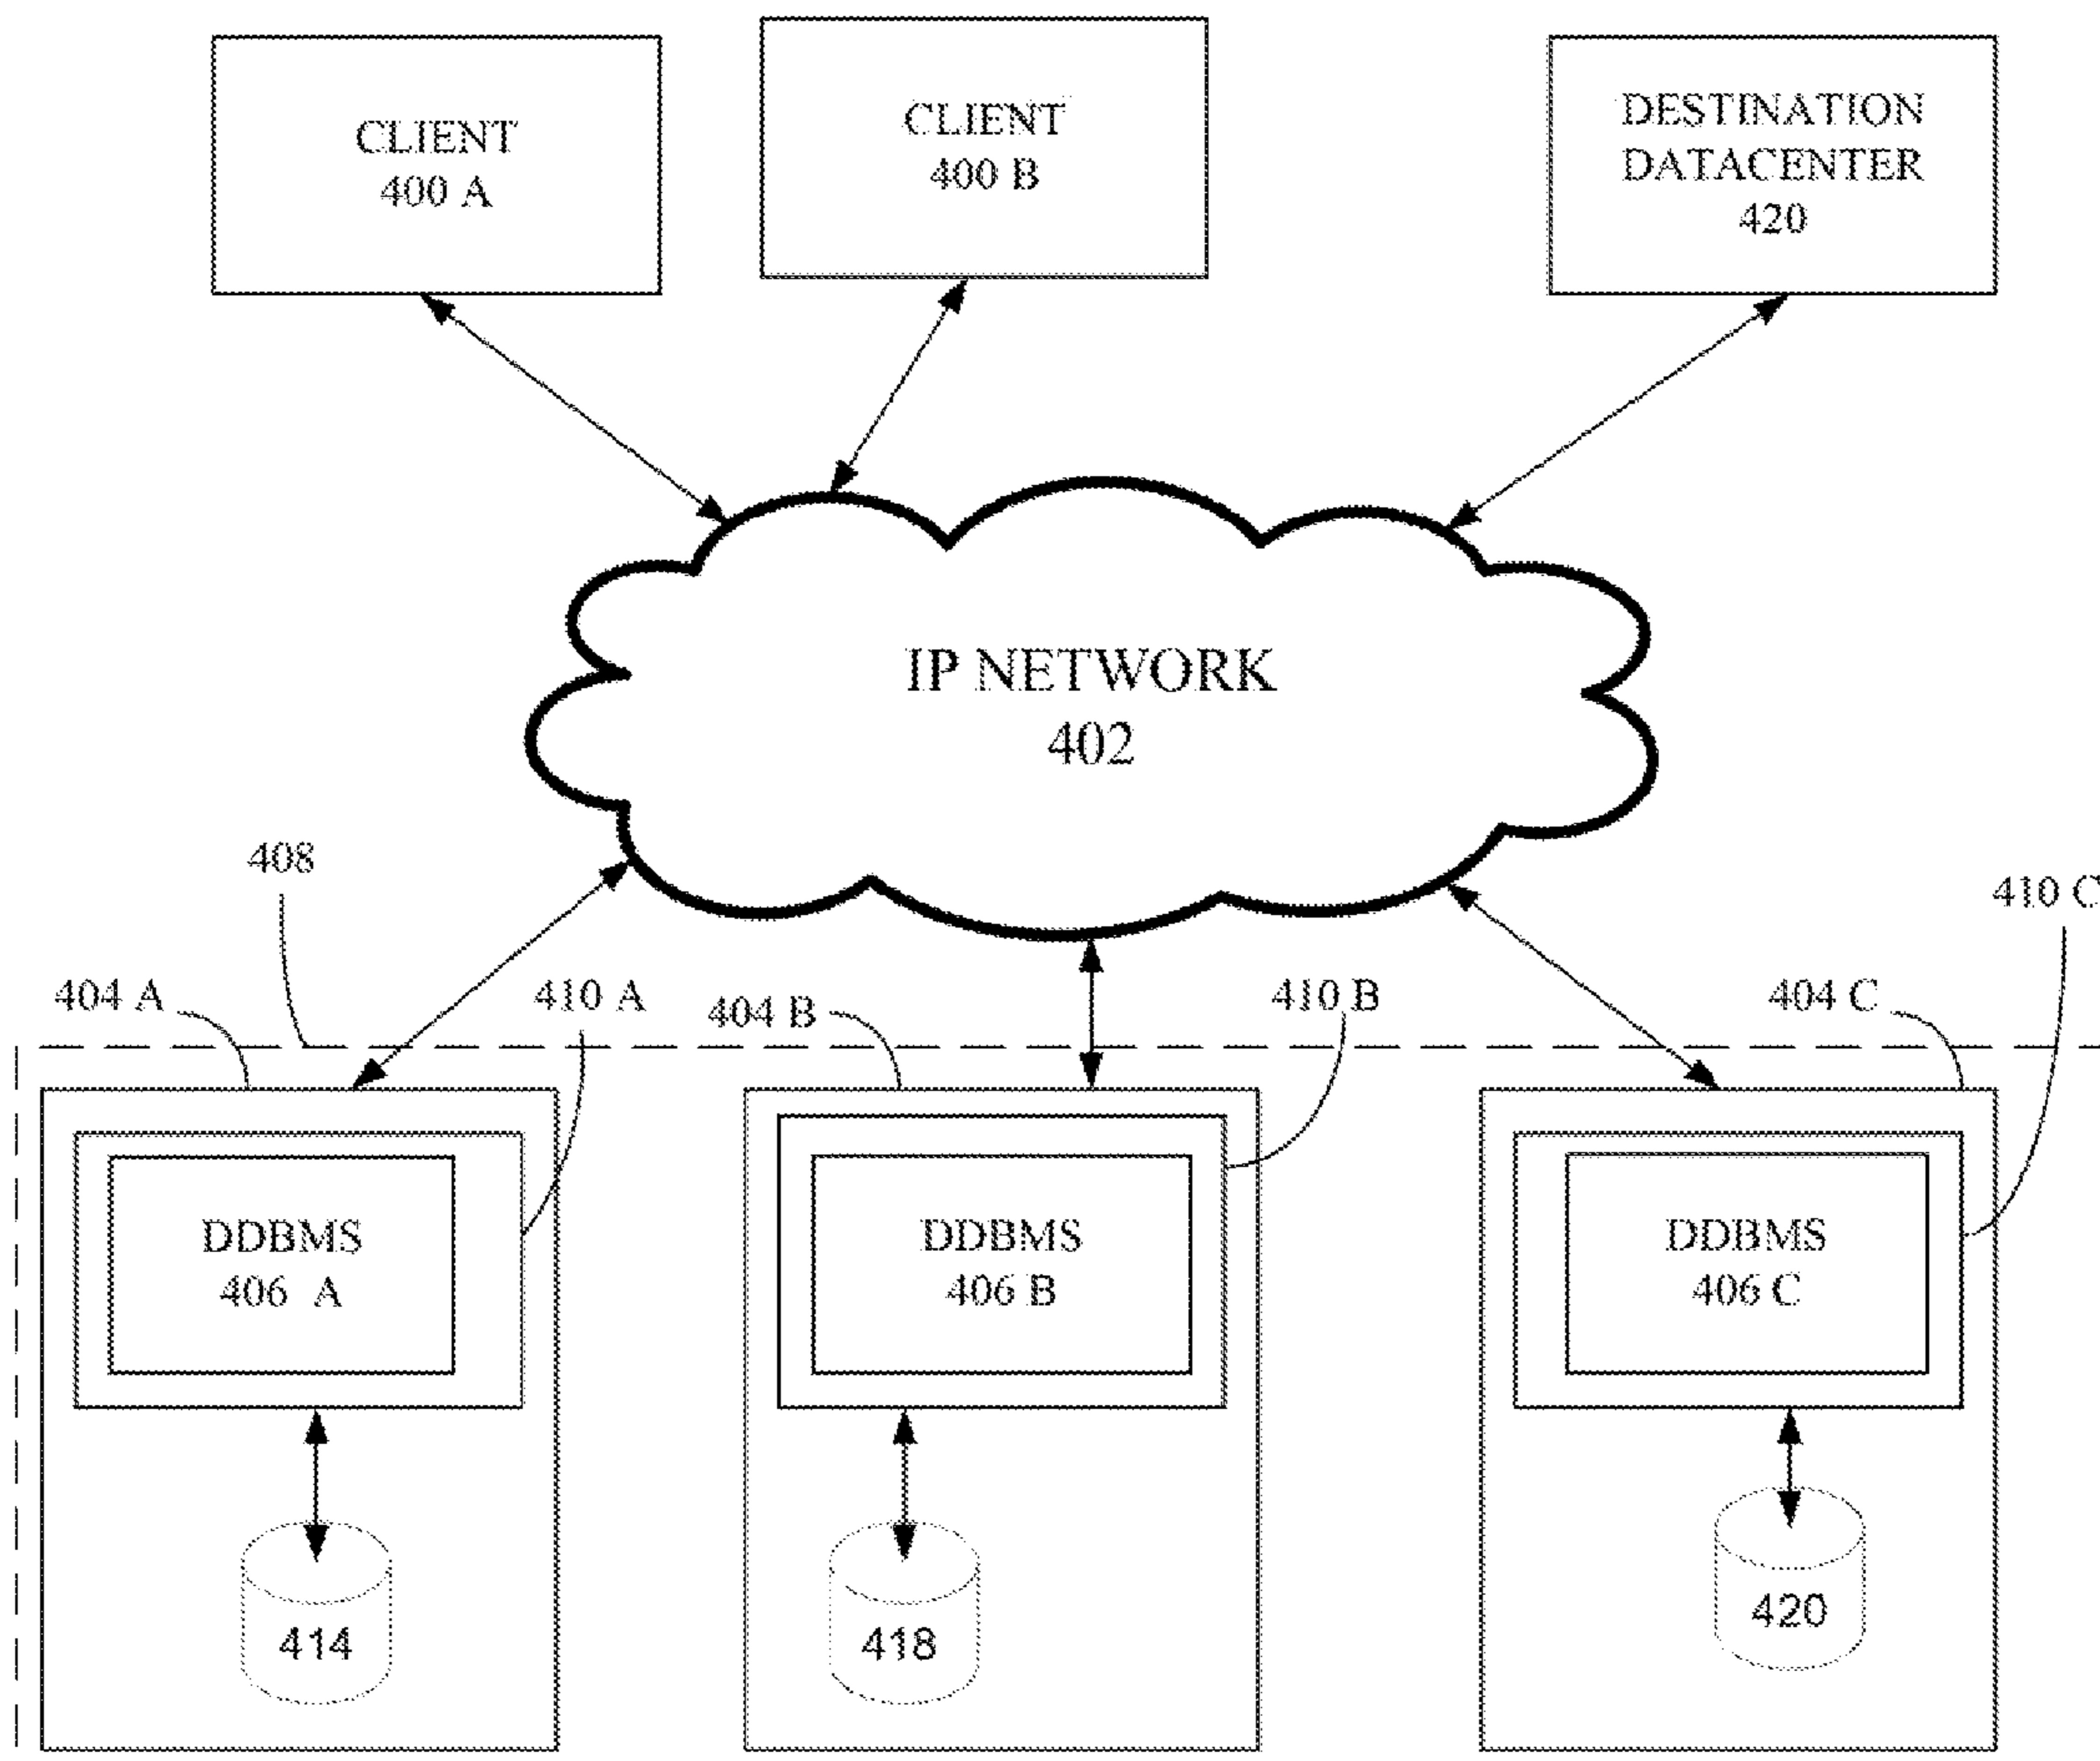 CLIENT
400 A
CLIENT
400 B
DESTINATION
DATACENTER
420
IP NETWORK
402
408
410 C
404 A
410 A
404 B
410 B
404 C
DDBMS
406 A
DDBMS
406 B
DDBMS
406 C
414
418
420